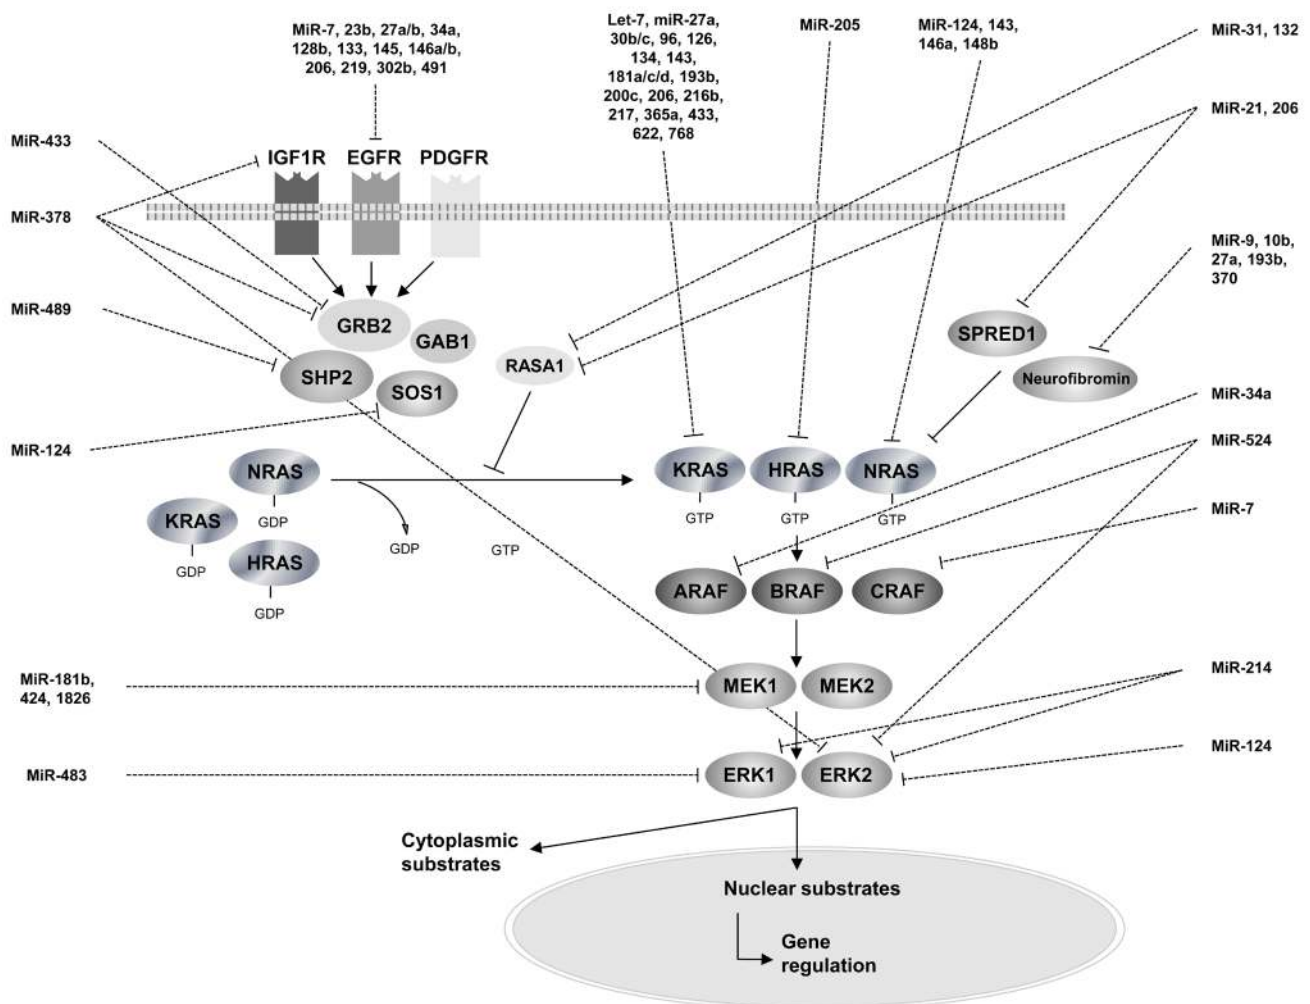 MiR-7, 23b, 27a/b, 34a,
128b, 133, 145, 146a/b,
206, 219, 302b, 491
Let-7, miR-27a,
30b/c, 96, 126,
134, 143,
181a/c/d, 193b,
200c, 206, 216b,
217, 365a, 433,
622, 768
MiR-205
MiR-124, 143,
146a, 148b
MiR-31, 132
MiR-21, 206
MiR-433
MiR-378
MiR-489
MiR-124
IGF1R
EGFR
PDGFR
MiR-9, 10b,
27a, 193b,
370
GRB2
GAB1
SHP2
SOS1
RASA1
SPRED1
Neurofibromin
MiR-34a
MiR-524
MiR-7
NRAS
GDP
KRAS
GDP
HRAS
GDP
GDP
GTP
KRAS
GTP
HRAS
GTP
NRAS
GTP
ARAF
BRAF
CRAF
MiR-181b,
424, 1826
MEK1
MEK2
MiR-214
MiR-483
ERK1
ERK2
MiR-124
Cytoplasmic
substrates
Nuclear substrates
Gene
regulation